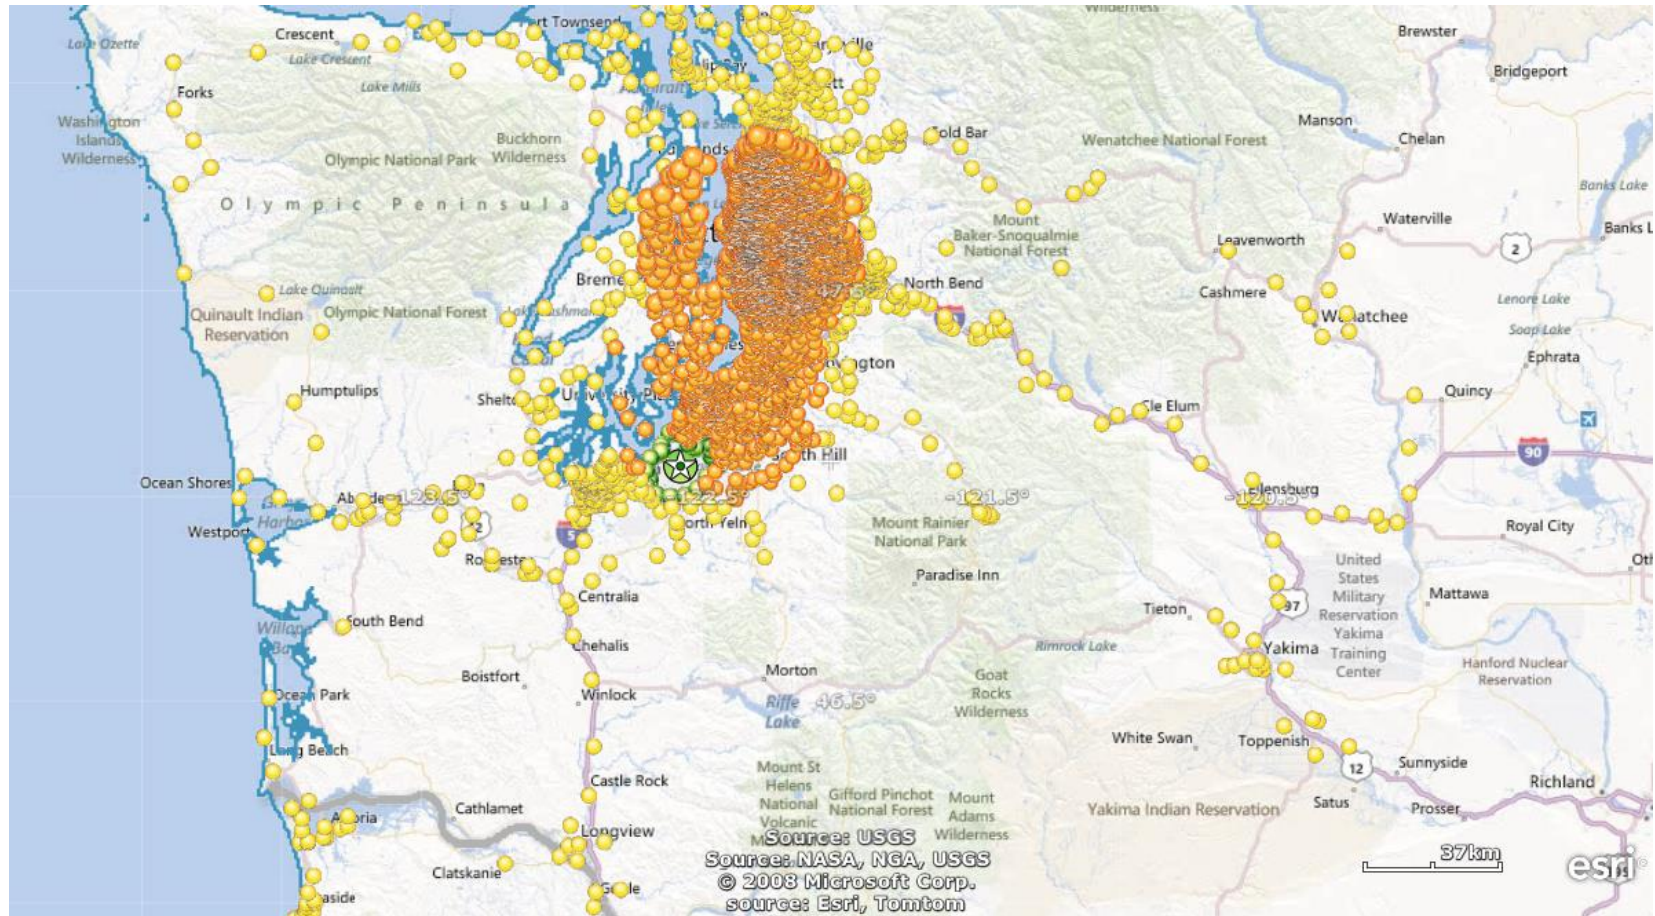 Wilderness
Crescent
Lake Ozette
Lake Crescent
Brewster
Bridgeport
Lake Mills
Forks
Washington
Islands
Wilderness
Buckhorn
Wilderness
Olympic National Park
Manson
Chelan
Wenatchee National Forest
Banks Lake
Olympic Peninsula
Waterville
Mount
Baker-Snoqualmie
National Forest
Leavenworth
2
Banks L
North Bend
Cashmere
Lake Quinault
Quinault Indian
Reservation
Olympic National Forest
Lenore Lake
Soap Lake
Ephrata
Humptulips
Quincy
Cle Elum
90
Ocean Shores
-123.5°
-122.5°
-121.5°
-120.5°
Ellensburg
Westport
5
Mount Rainier
National Park
Royal City
Paradise Inn
United
States
Military
Reservation
Yakima
Training
Center
Centralia
Tieton
97
Mattawa
South Bend
Chehalis
Rimrock Lake
Yakima
Boistfort
Morton
Goat
Rocks
Wilderness
Hanford Nuclear
Reservation
Ocean Park
Winlock
Riffe
Lake
46.5°
White Swan
Toppenish
Long Beach
Castle Rock
Mount St
Helens
National
Volcanic
Gifford Pinchot
National Forest
Mount
Adams
Wilderness
12
Sunnyside
Richland
Cathlamet
Yakima Indian Reservation
Satus
Prosser
Longview
Clatskanie
Source: USGS
Source: NASA, NGA, USGS
© 2008 Microsoft Corp.
source: Esri, Tomtom
37km
esri